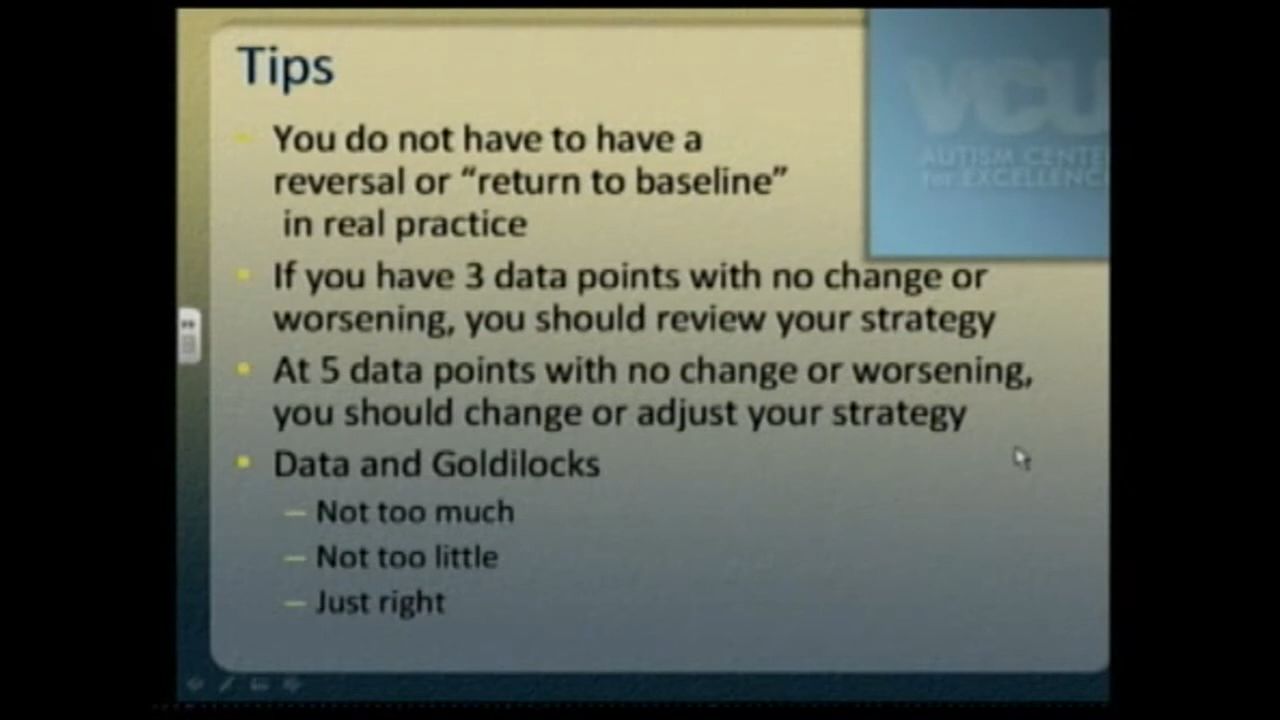 Tips
You do not have to have a
reversal or “return to baseline”
in real practice
If you have 3 data points with no change or
worsening, you should review your strategy
At 5 data points with no change or worsening,
you should change or adjust your strategy
Data and Goldilocks
– Not too much
– Not too little
– Just right
VCU
AUTISM CENTE
for EXCELLENC